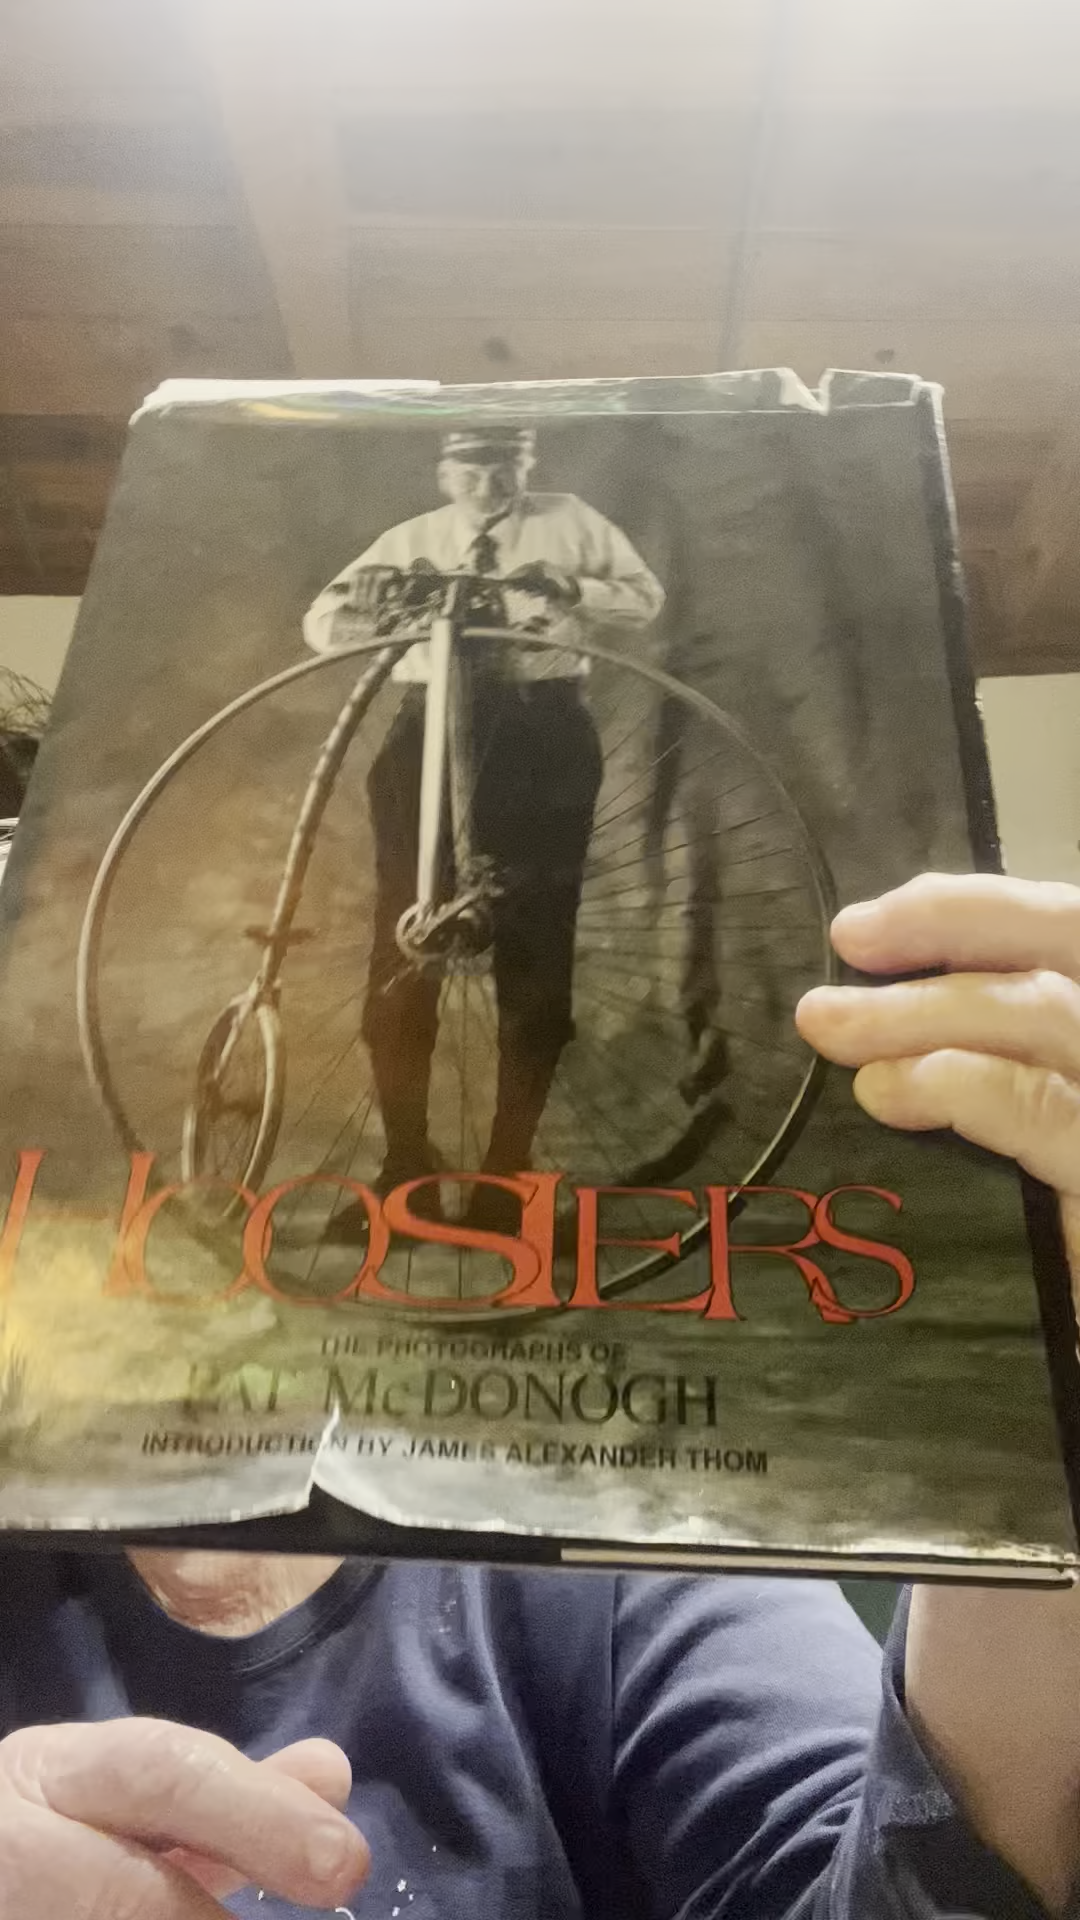 HOOSIERS
THE PHOTOGRAPHS OF
PAT McDONOGH
INTRODUCTION BY JAMES ALEXANDER THOM